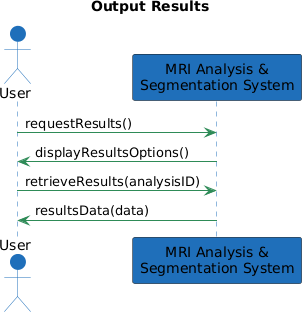 Output Results
User
MRI Analysis &
Segmentation System
requestResults()
displayResultsOptions()
retrieveResults(analysisID)
resultsData(data)
User
MRI Analysis &
Segmentation System